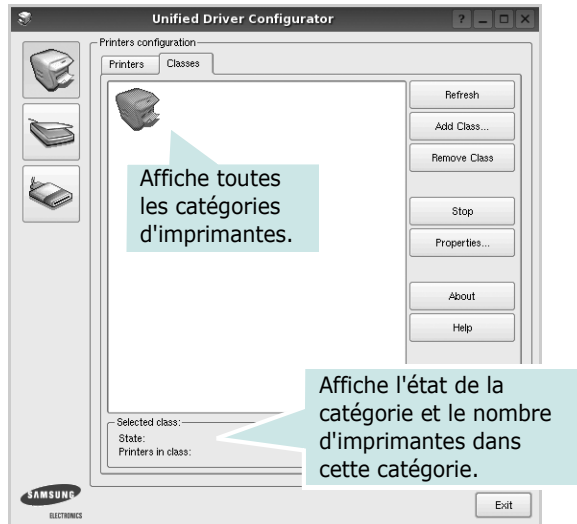 Unified Driver Configurator
Printers configuration
Printers
Classes
Refresh
Add Class...
Remove Class
Stop
Properties...
About
Help
Affiche toutes
les catégories
d'imprimantes.
Selected class:
State:
Printers in class:
Affiche l'état de la
catégorie et le nombre
d'imprimantes dans
cette catégorie.
SAMSUNG
ELECTRONICS
Exit